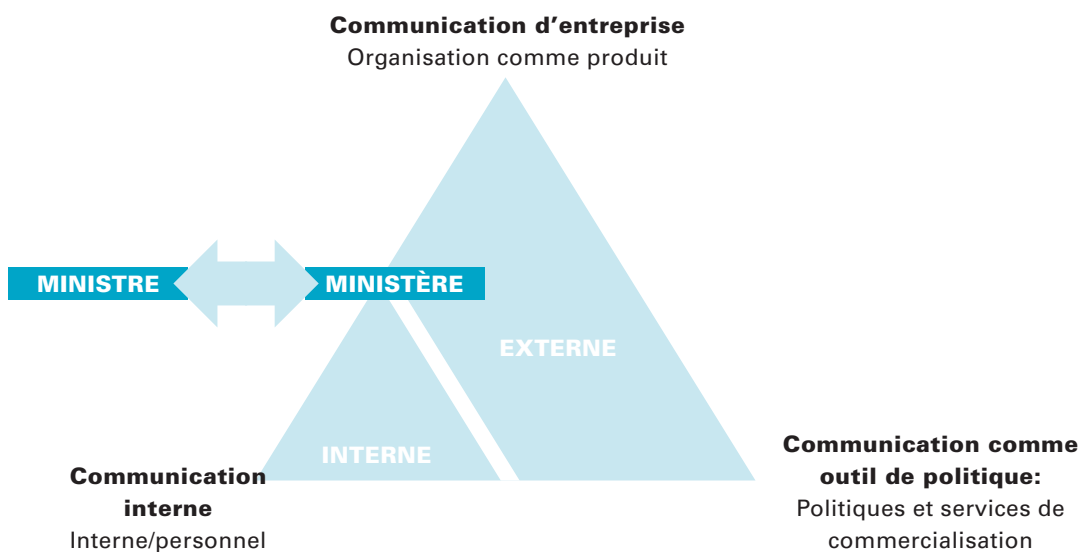 Communication d’entreprise
Organisation comme produit
MINISTRE
MINISTÈRE
EXTERNE
INTERNE
Communication
interne
Interne/personnel
Communication comme
outil de politique:
Politiques et services de
commercialisation